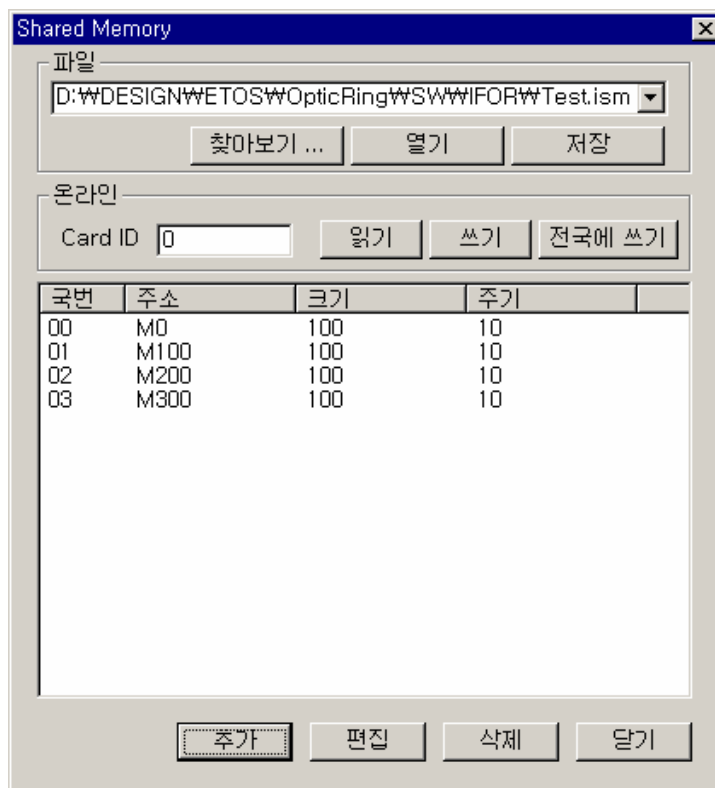 Shared Memory
파일
D:₩DESIGN₩ETOS₩OpticRing₩SW₩IFOR₩Test.ism
찾아보기 ... 열기 저장
온라인
Card ID 0 읽기 쓰기 전국에 쓰기
국번 주소 크기 주기
00 M0 100 10
01 M100 100 10
02 M200 100 10
03 M300 100 10
추가 편집 삭제 닫기